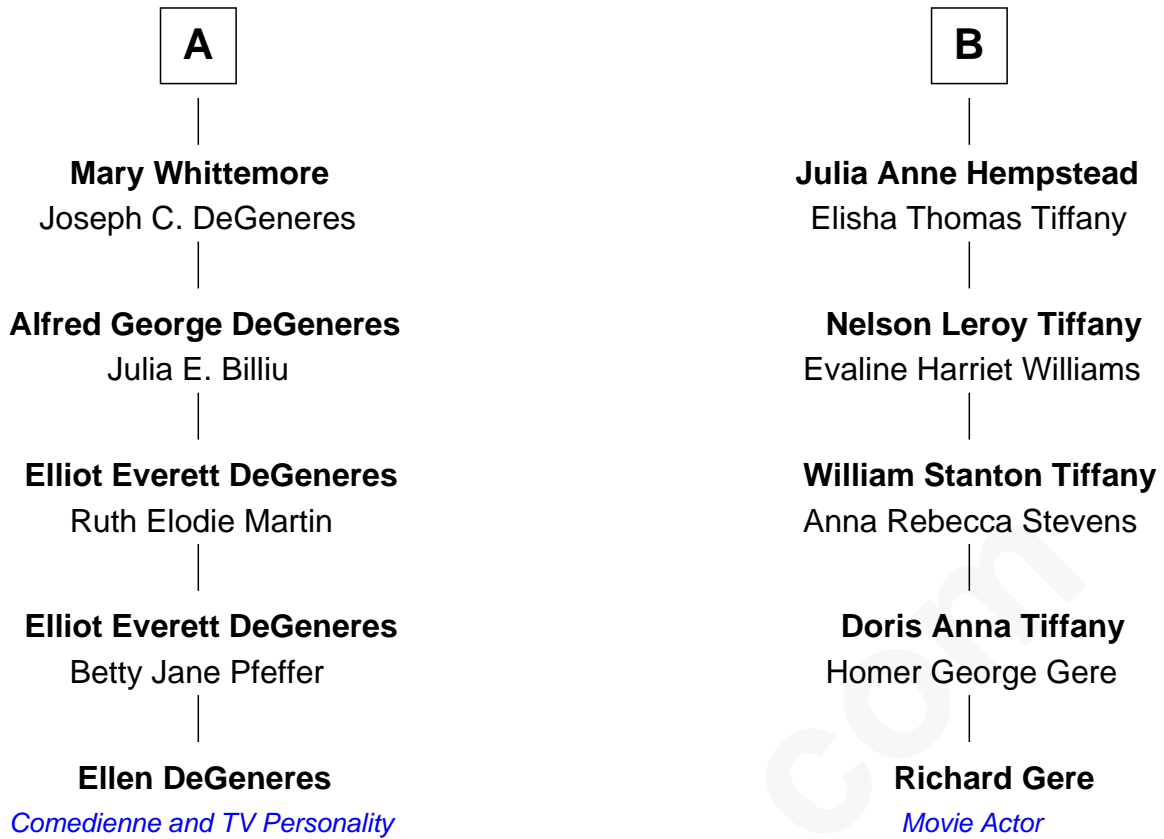 A
Mary Whittemore
Joseph C. DeGeneres
Alfred George DeGeneres
Julia E. Billiu
Elliot Everett DeGeneres
Ruth Elodie Martin
Elliot Everett DeGeneres
Betty Jane Pfeffer
Ellen DeGeneres
Comedienne and TV Personality
B
Julia Anne Hempstead
Elisha Thomas Tiffany
Nelson Leroy Tiffany
Evaline Harriet Williams
William Stanton Tiffany
Anna Rebecca Stevens
Doris Anna Tiffany
Homer George Gere
Richard Gere
Movie Actor
com